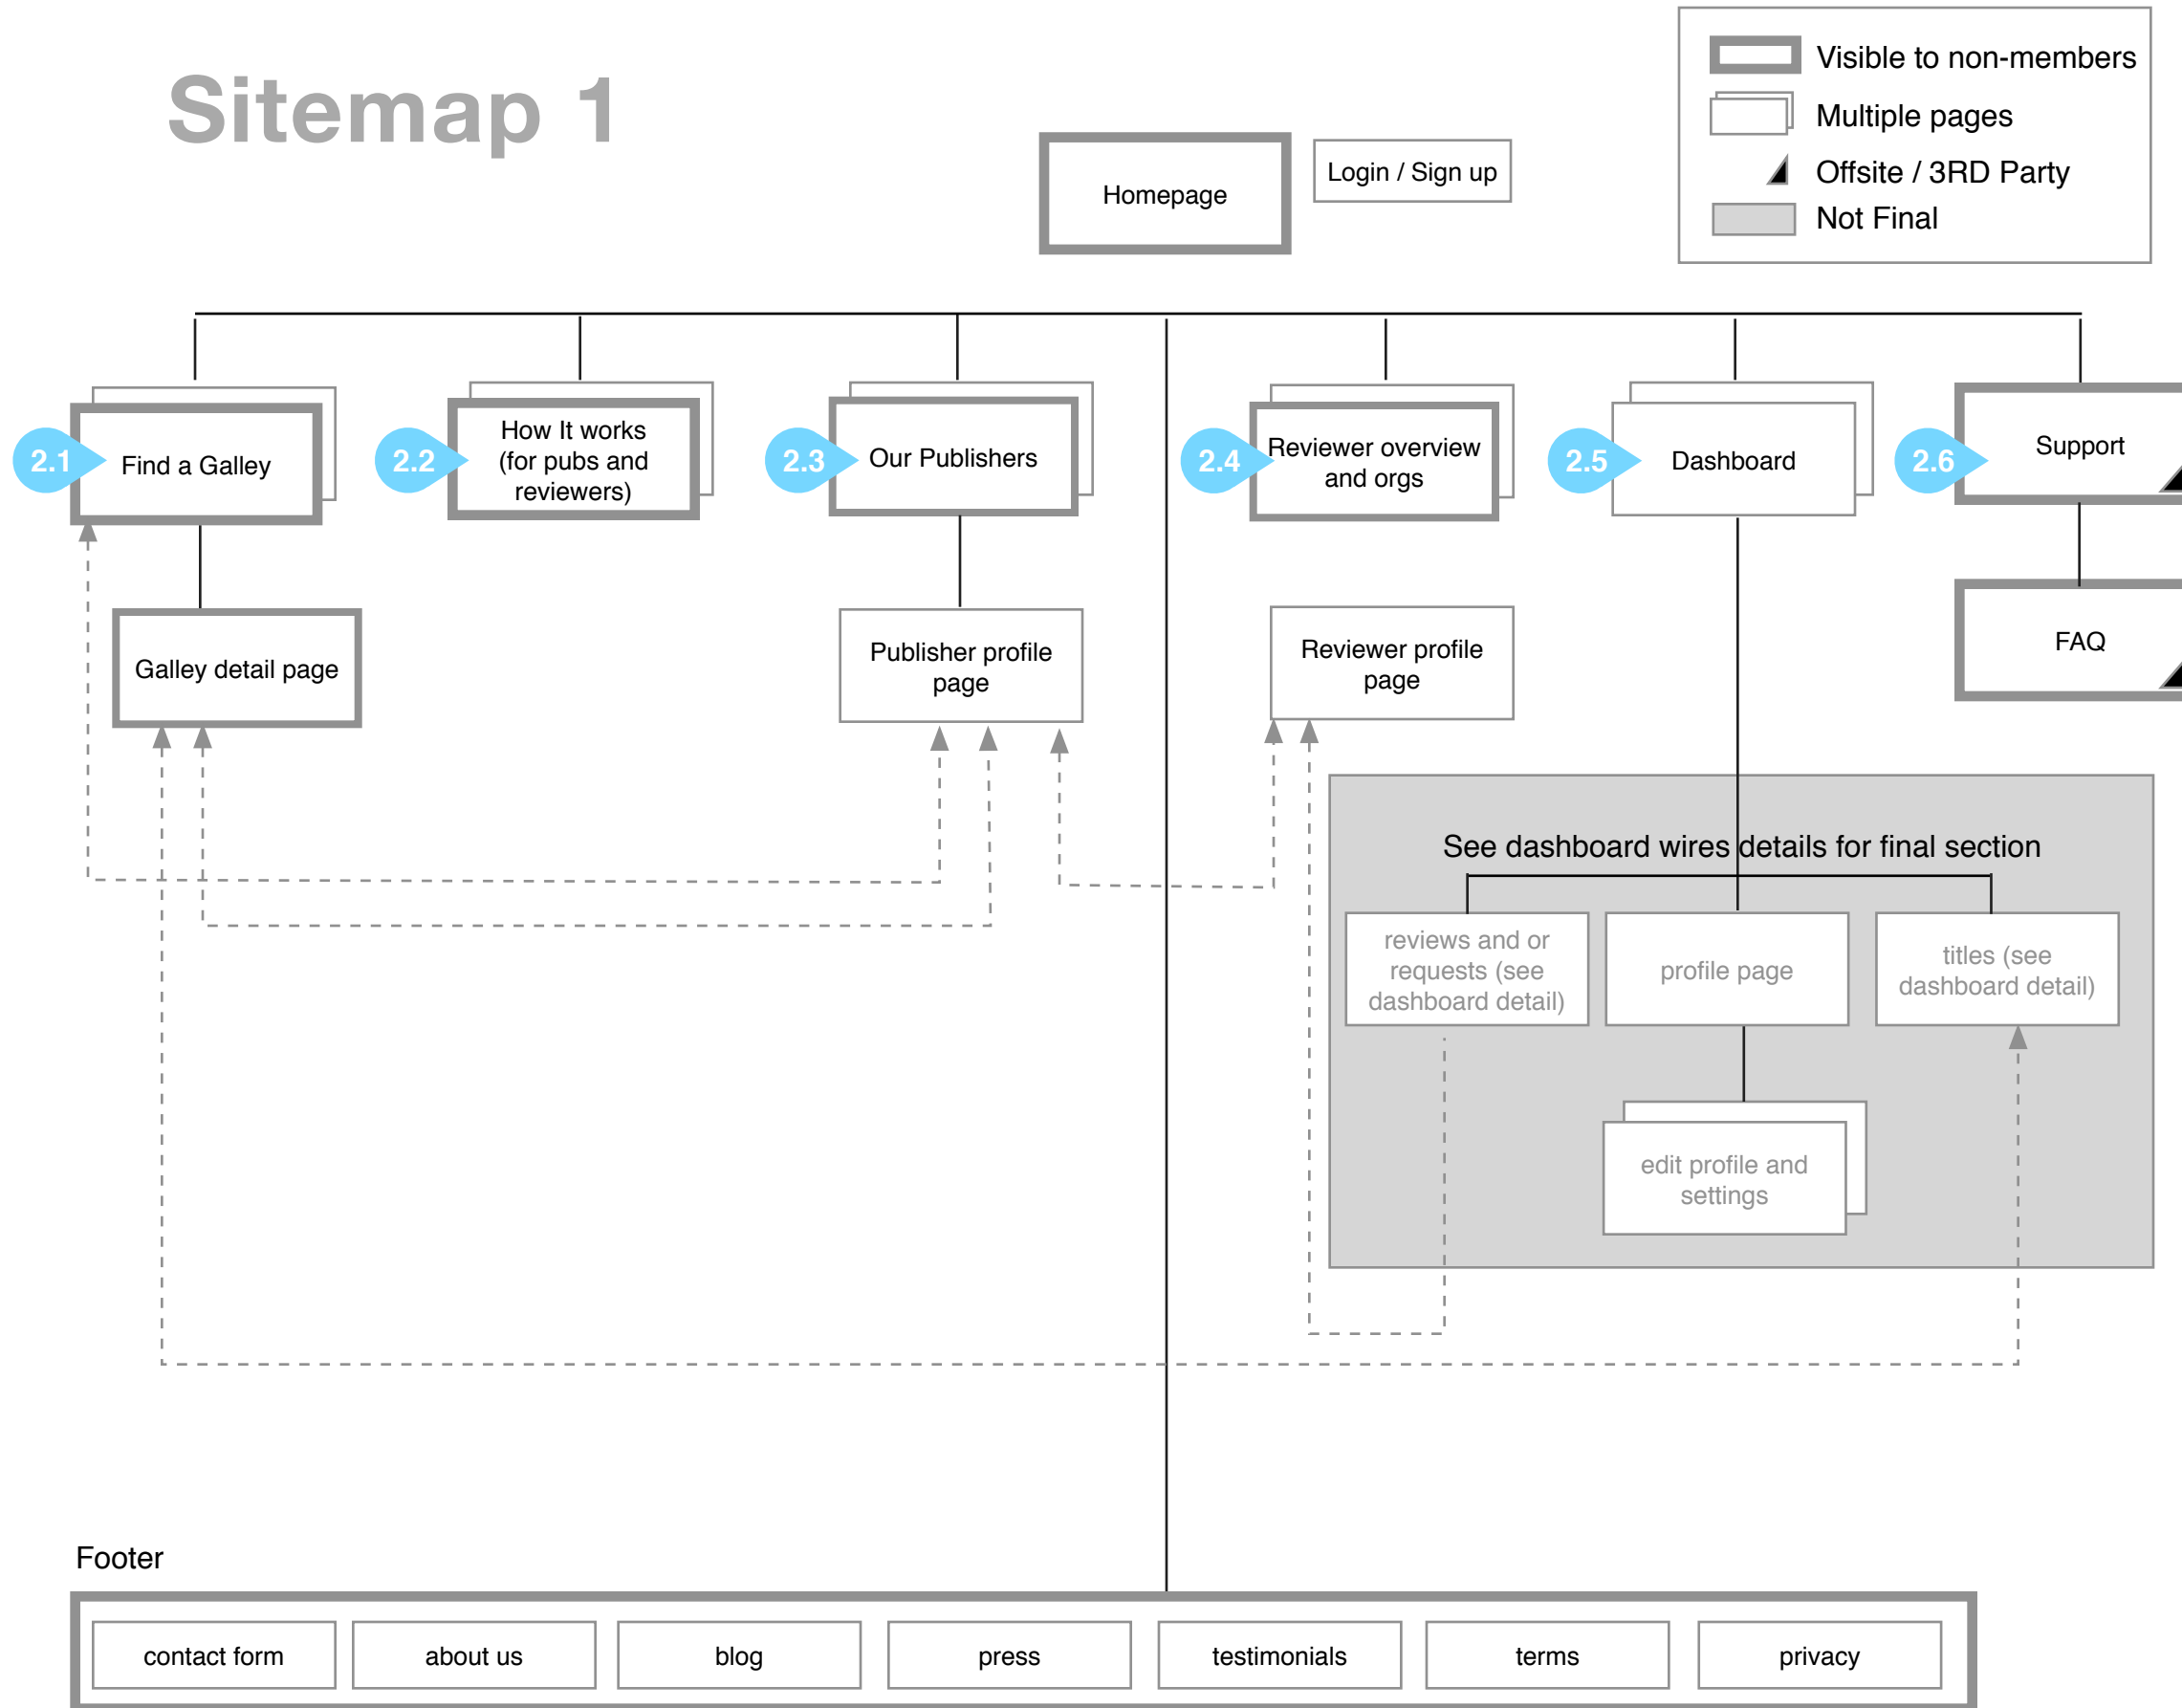 Sitemap 1
Visible to non-members
Multiple pages
Offsite / 3RD Party
Not Final
Homepage
Login / Sign up
2.1
Find a Galley
2.2
How It works
(for pubs and
reviewers)
2.3
Our Publishers
2.4
Reviewer overview
and orgs
2.5
Dashboard
2.6
Support
Galley detail page
Publisher profile
page
Reviewer profile
page
FAQ
See dashboard wires details for final section
reviews and or
requests (see
dashboard detail)
profile page
titles (see
dashboard detail)
edit profile and
settings
Footer
contact form
about us
blog
press
testimonials
terms
privacy